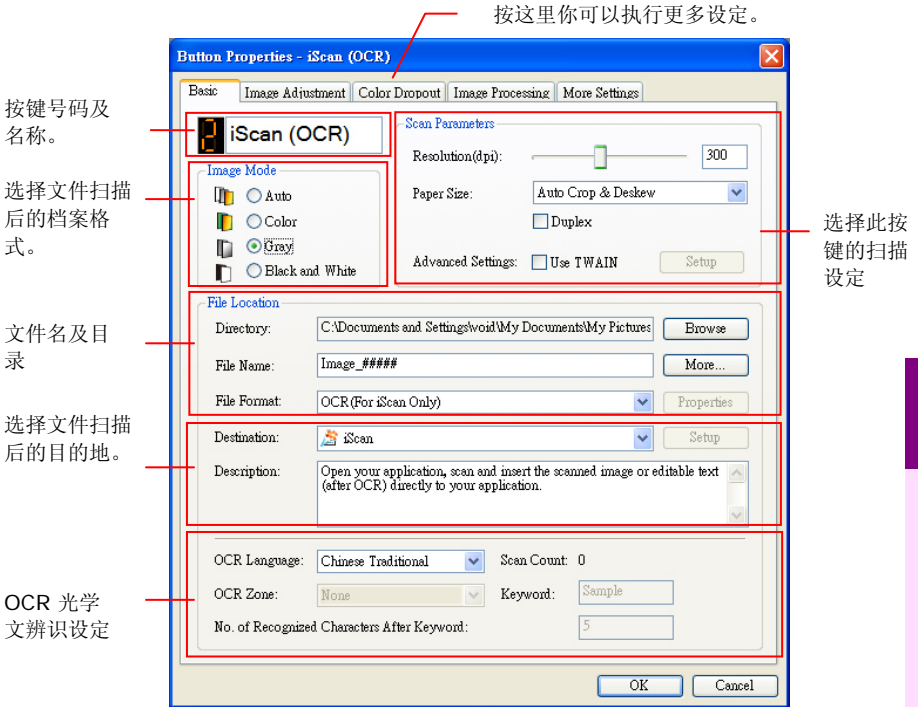 按这里你可以执行更多设定。
Button Properties - iScan (OCR)
Basic Image Adjustment Color Dropout Image Processing More Settings
按键号码及
名称。
2 iScan (OCR)
Scan Parameters
Resolution(dpi): 300
Paper Size: Auto Crop & Deskew
Duplex
Advanced Settings: Use TWAIN Setup
选择此按
键的扫描
设定
选择文件扫描
后的档案格
式。
Image Mode
Auto
Color
Gray
Black and White
文件名及目
录
File Location
Directory: C:\Documents and Settings\void\My Documents\My Pictures Browse
File Name: Image_##### More...
File Format: OCR(For iScan Only) Properties
选择文件扫描
后的目的地。
Destination: iScan Setup
Description: Open your application, scan and insert the scanned image or editable text
(after OCR) directly to your application.
OCR 光学
文辨识设定
OCR Language: Chinese Traditional Scan Count: 0
OCR Zone: None Keyword: Sample
No. of Recognized Characters After Keyword: 5
OK Cancel